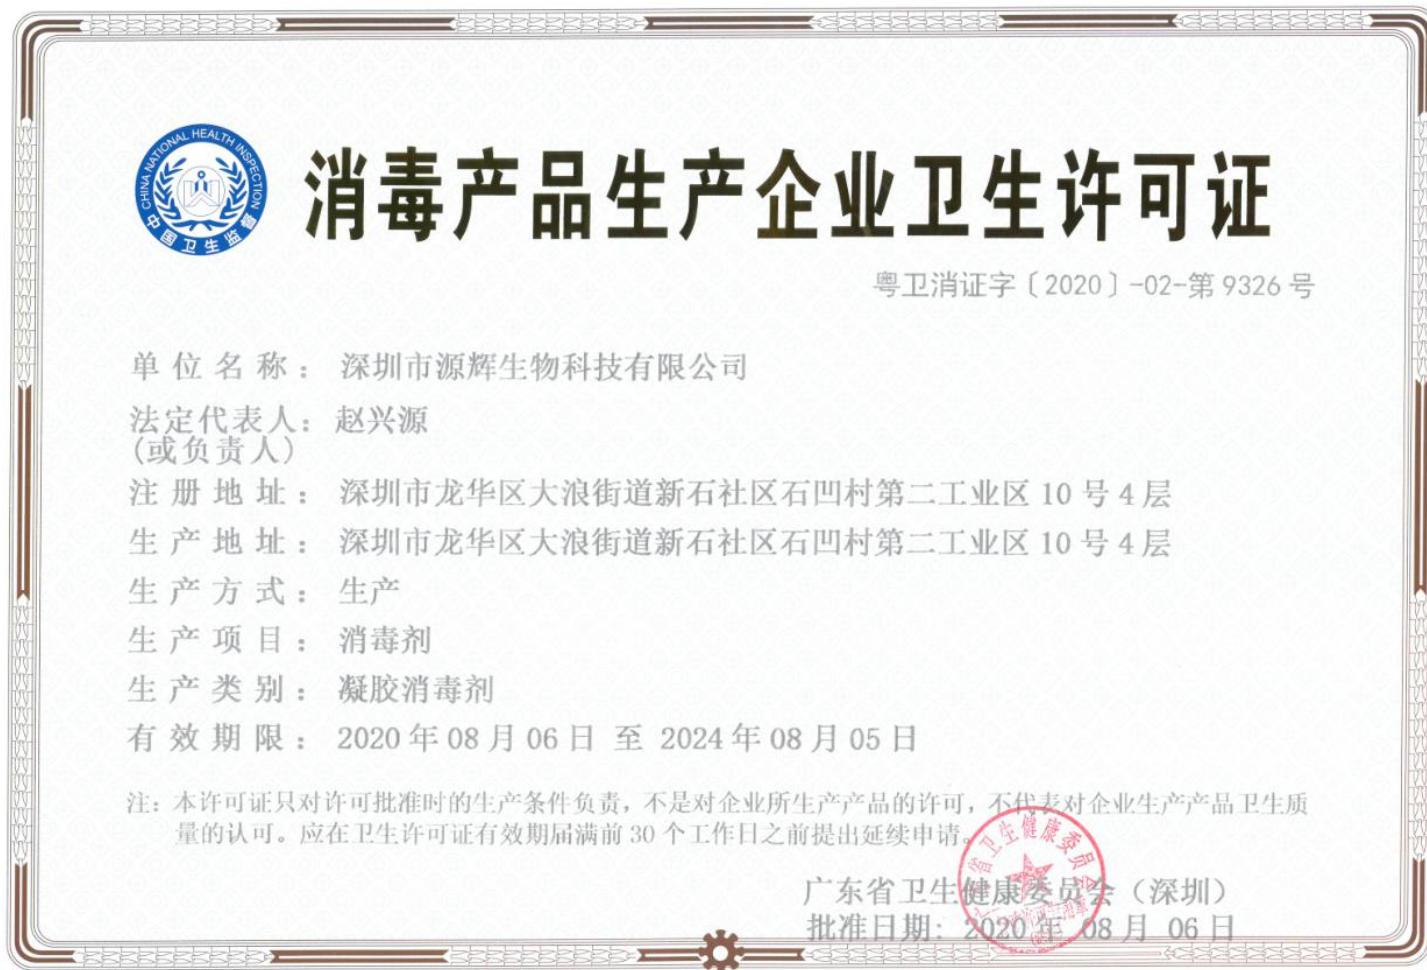 CHINA NATIONAL HEALTH INSPECTION
中国卫生监督
消毒产品生产企业卫生许可证
粤卫消证字〔2020〕-02-第 9326 号
单位名称： 深圳市源辉生物科技有限公司
法定代表人：赵兴源
(或负责人)
注册地址： 深圳市龙华区大浪街道新石社区石凹村第二工业区 10 号 4 层
生产地址： 深圳市龙华区大浪街道新石社区石凹村第二工业区 10 号 4 层
生产方式： 生产
生产项目： 消毒剂
生产类别： 凝胶消毒剂
有效期限： 2020 年 08 月 06 日 至 2024 年 08 月 05 日
注：本许可证只对许可批准时的生产条件负责，不是对企业所生产产品的许可，不代表对企业生产产品卫生质
量的认可。应在卫生许可证有效期届满前 30 个工作日之前提出延续申请。
省卫生健康委员会
广东省卫生健康委员会（深圳）
批准日期：2020 年 08 月 06 日